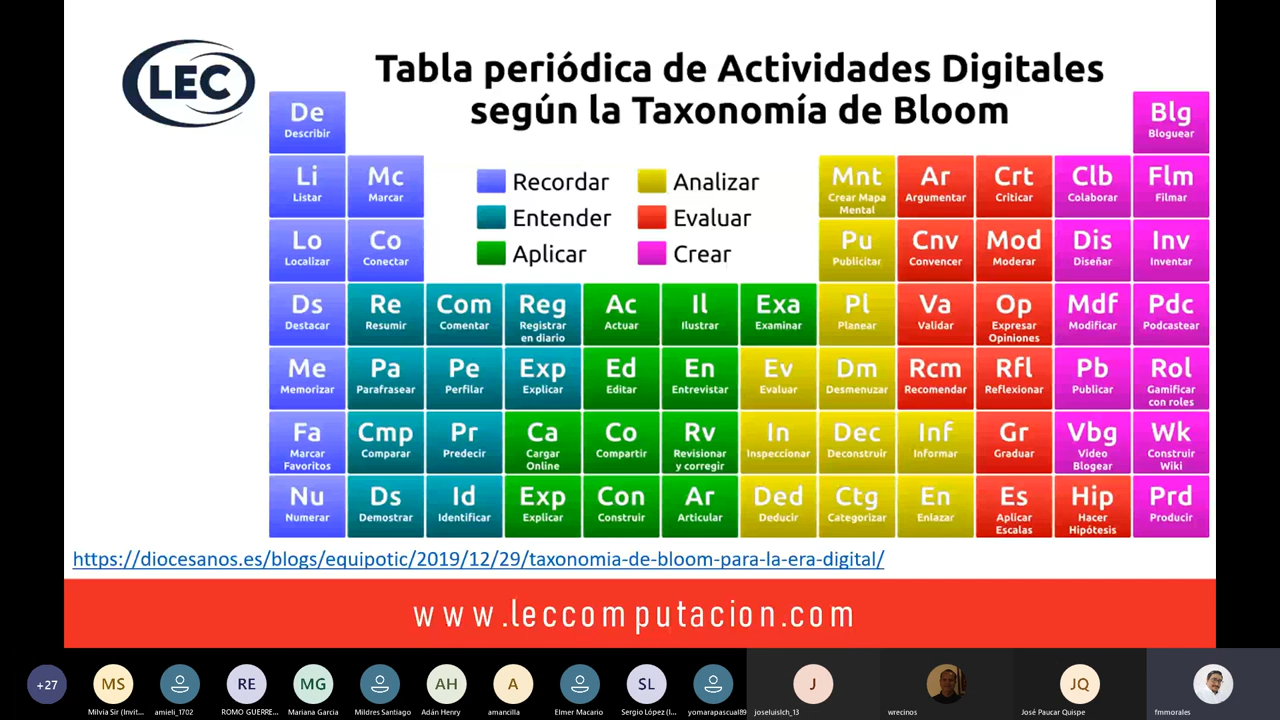 LEC
Tabla periódica de Actividades Digitales
según la Taxonomía de Bloom
De
Describir
Blg
Bloguear
Li
Listar
Mc
Marcar
Recordar
Analizar
Mnt
Crear Mapa
Mental
Ar
Argumentar
Crt
Criticar
Clb
Colaborar
Flm
Filmar
Entender
Evaluar
Aplicar
Crear
Lo
Localizar
Co
Conectar
Pu
Publicitar
Cnv
Convencer
Mod
Moderar
Dis
Diseñar
Inv
Inventar
Ds
Destacar
Re
Resumir
Com
Comentar
Reg
Registrar
en diario
Ac
Actuar
Il
Ilustrar
Exa
Examinar
Pl
Planear
Va
Validar
Op
Expresar
Opiniones
Mdf
Modificar
Pdc
Podcastear
Me
Memorizar
Pa
Parafrasear
Pe
Perfilar
Exp
Explicar
Ed
Editar
En
Entrevistar
Ev
Evaluar
Dm
Desmenuzar
Rcm
Recomendar
Rfl
Reflexionar
Pb
Publicar
Rol
Gamificar
con roles
Fa
Marcar
Favoritos
Cmp
Comparar
Pr
Predecir
Ca
Cargar
Online
Co
Compartir
Rv
Revisionar
y corregir
In
Inspeccionar
Dec
Deconstruir
Inf
Informar
Gr
Graduar
Vbg
Video
Blogear
Wk
Construir
Wiki
Nu
Numerar
Ds
Demostrar
Id
Identificar
Exp
Explicar
Con
Construir
Ar
Articular
Ded
Deducir
Ctg
Categorizar
En
Enlazar
Es
Aplicar
Escalas
Hip
Hacer
Hipótesis
Prd
Producir
https://diocesanos.es/blogs/equipotic/2019/12/29/taxonomia-de-bloom-para-la-era-digital/
www.leccomputacion.com
+27
MS
RE
MG
AH
A
SL
J
JQ
Milvia Sir (Invit...
amieli_1702
ROMO GUERRE...
Mariana García
Mildres Santiago
Adán Henry
amancilla
Elmer Macario
Sergio López (I...
yomarapascual89
joseluislch_13
wrecinos
José Paucar Quispe
fmmorales